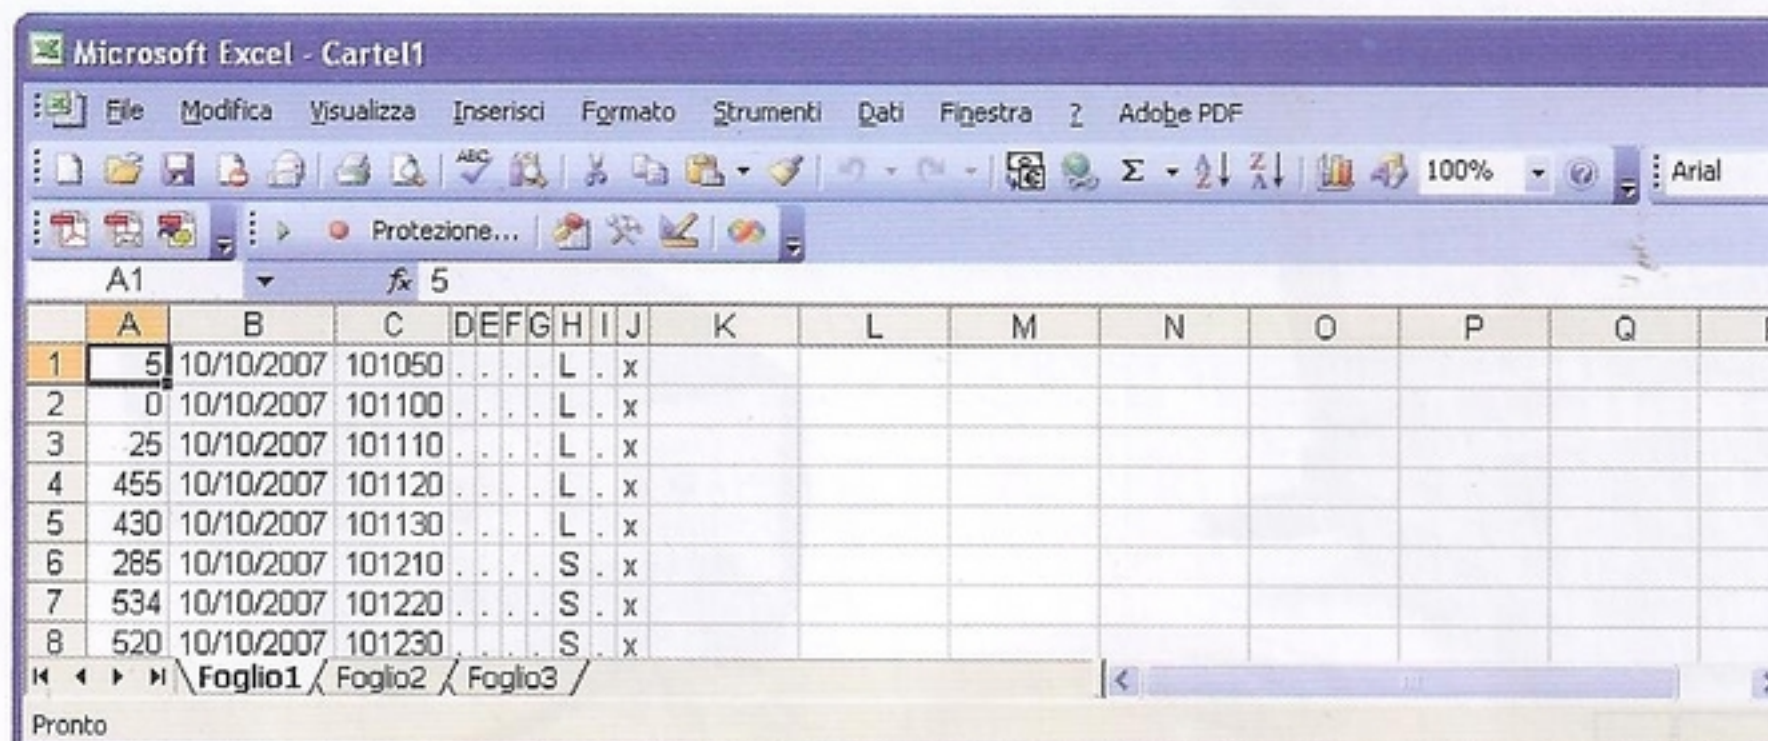 Microsoft Excel - Cartel1
File Modifica Visualizza Inserisci Formato Strumenti Dati Finestra ? Adobe PDF
ABC Σ A Z Z A 100% ? Arial
Protezione...
A1 fx 5
A B C D E F G H I J K L M N O P Q
1 5 10/10/2007 101050 . . . . L . x
2 0 10/10/2007 101100 . . . . L . x
3 25 10/10/2007 101110 . . . . L . x
4 455 10/10/2007 101120 . . . . L . x
5 430 10/10/2007 101130 . . . . L . x
6 285 10/10/2007 101210 . . . . S . x
7 534 10/10/2007 101220 . . . . S . x
8 520 10/10/2007 101230 . . . . S . x
Foglio1 Foglio2 Foglio3
Pronto